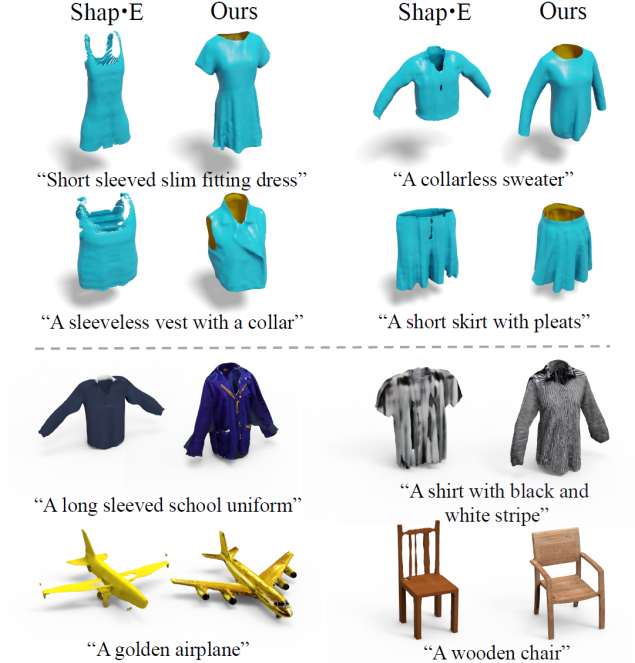 Shap·E Ours Shap·E Ours
“Short sleeved slim fitting dress” “A collarless sweater”
“A sleeveless vest with a collar” “A short skirt with pleats”
“A long sleeved school uniform” “A shirt with black and
white stripe”
“A golden airplane” “A wooden chair”